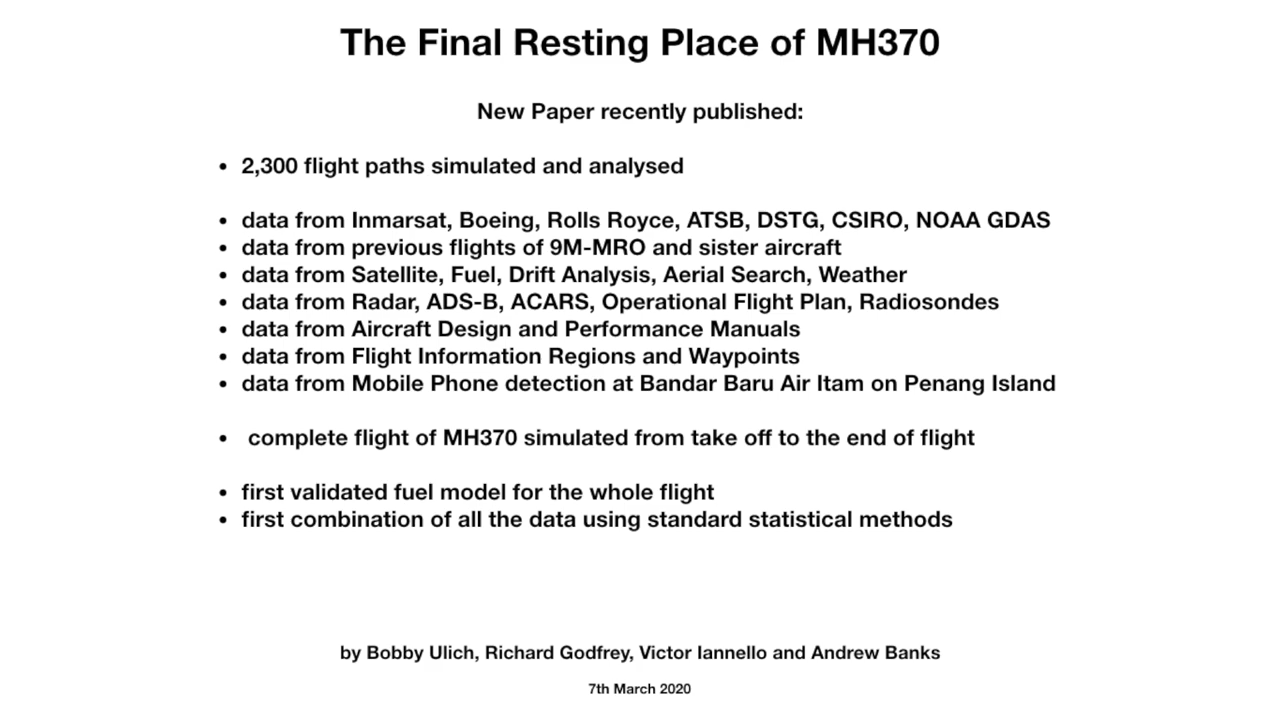 The Final Resting Place of MH370
New Paper recently published:
• 2,300 flight paths simulated and analysed
• data from Inmarsat, Boeing, Rolls Royce, ATSB, DSTG, CSIRO, NOAA GDAS
• data from previous flights of 9M-MRO and sister aircraft
• data from Satellite, Fuel, Drift Analysis, Aerial Search, Weather
• data from Radar, ADS-B, ACARS, Operational Flight Plan, Radiosondes
• data from Aircraft Design and Performance Manuals
• data from Flight Information Regions and Waypoints
• data from Mobile Phone detection at Bandar Baru Air Itam on Penang Island
• complete flight of MH370 simulated from take off to the end of flight
• first validated fuel model for the whole flight
• first combination of all the data using standard statistical methods
by Bobby Ulich, Richard Godfrey, Victor Iannello and Andrew Banks
7th March 2020